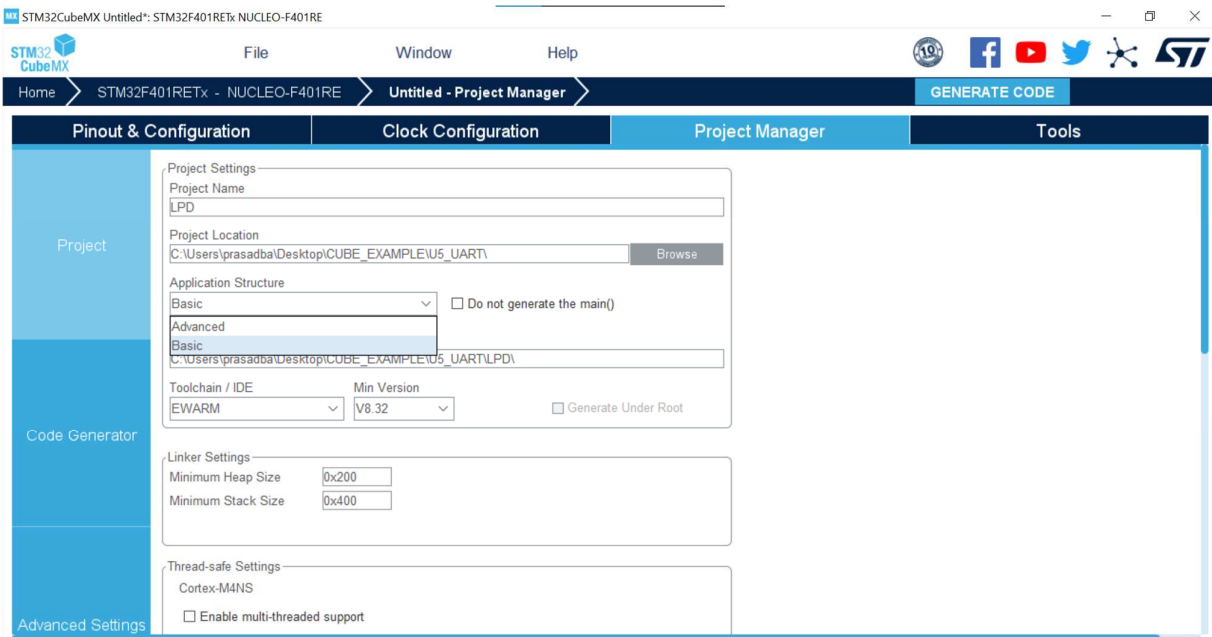 MX STM32CubeMX Untitled*: STM32F401RETx NUCLEO-F401RE
STM32 CubeMX
File Window Help
10
ST
Home STM32F401RETx - NUCLEO-F401RE Untitled - Project Manager GENERATE CODE
Pinout & Configuration Clock Configuration Project Manager Tools
Project
Code Generator
Advanced Settings
Project Settings
Project Name
LPD
Project Location
C:\Users\prasadba\Desktop\CUBE_EXAMPLE\U5_UART\ Browse
Application Structure
Basic Do not generate the main()
Advanced
Basic
C:\Users\prasadba\Desktop\CUBE_EXAMPLE\U5_UART\LPD\
Toolchain / IDE Min Version
EWARM V8.32 Generate Under Root
Linker Settings
Minimum Heap Size 0x200
Minimum Stack Size 0x400
Thread-safe Settings
Cortex-M4NS
Enable multi-threaded support